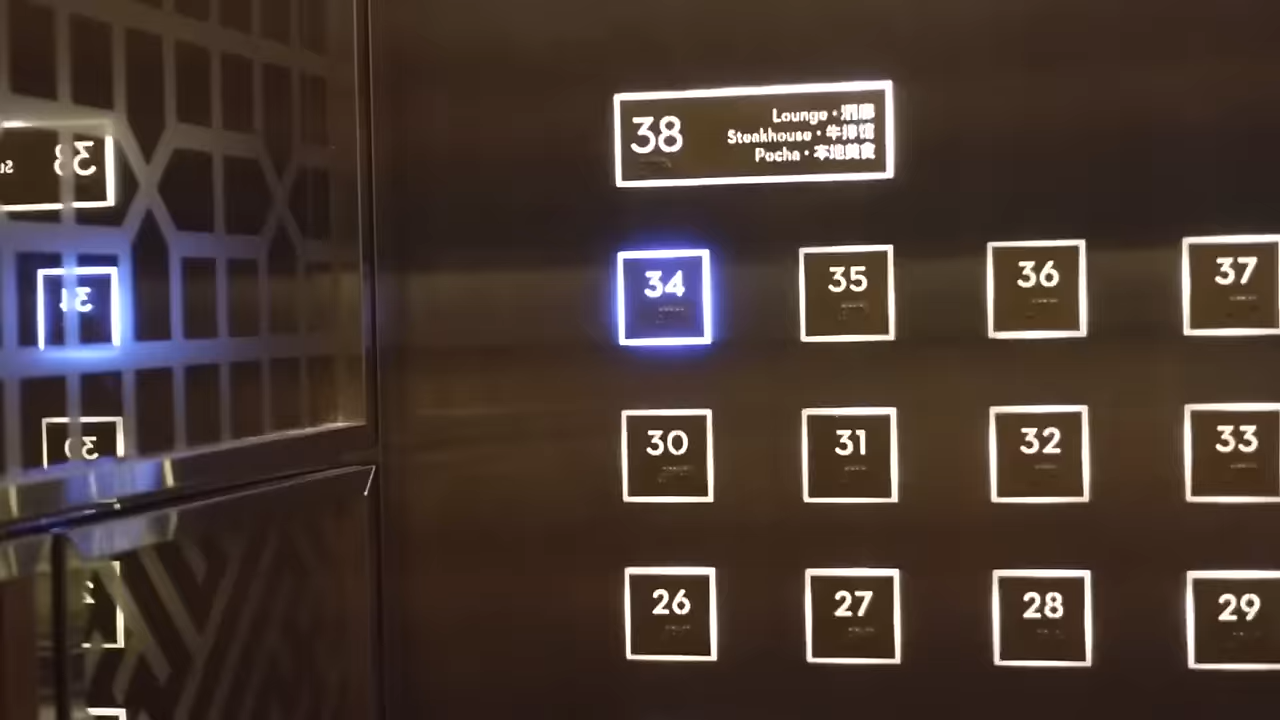 38
Lounge · 酒廊
Steakhouse · 牛排馆
Pocha · 本地美食
34 35 36 37
30 31 32 33
26 27 28 29